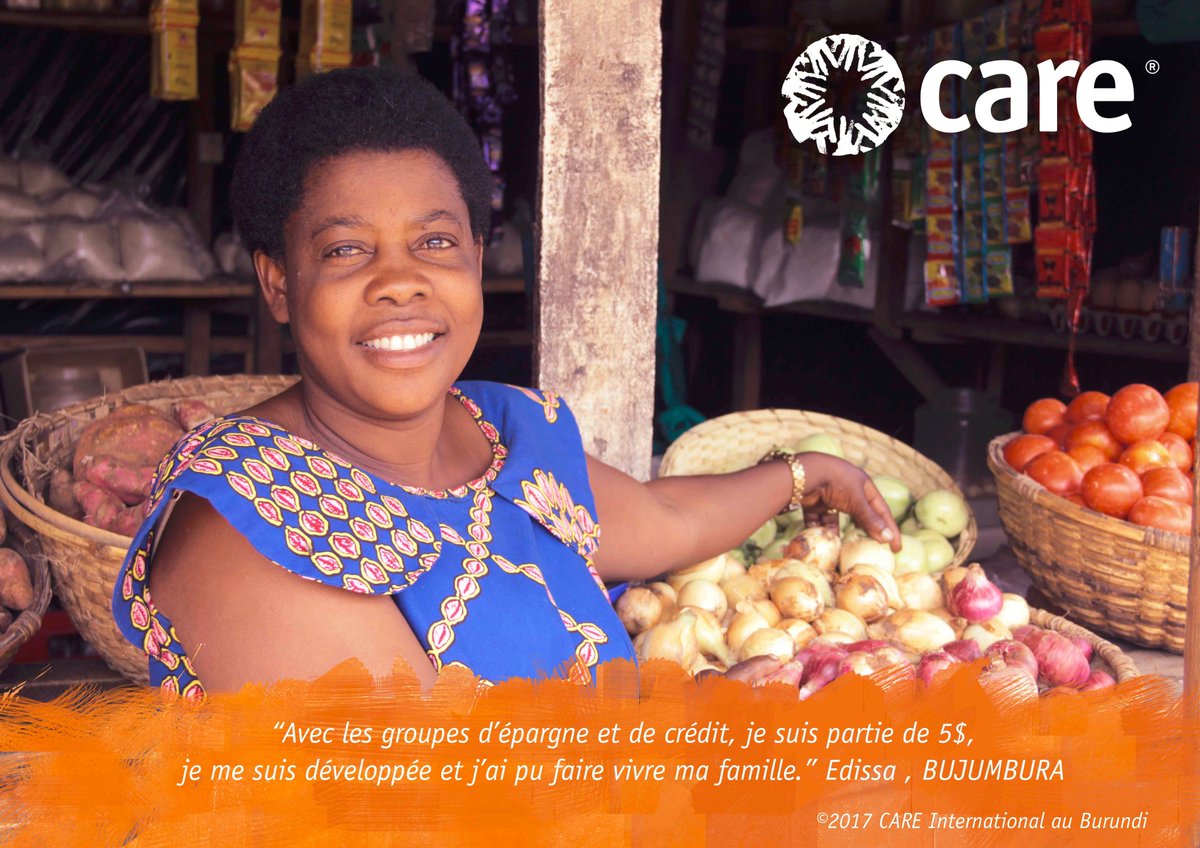 care®
“Avec les groupes d’épargne et de crédit, je suis partie de 5$,
je me suis développée et j’ai pu faire vivre ma famille.” Edissa , BUJUMBURA
©2017 CARE International au Burundi